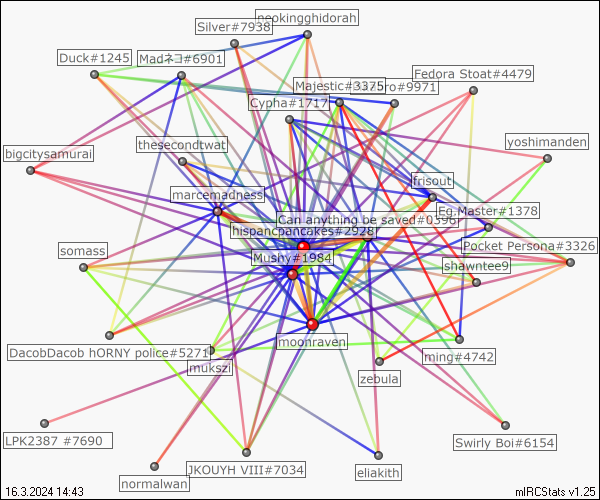 nookingghidorah
Silver#7938
Duck#1245
Madネコ#6901
Fedora Stoat#4479
Majestic#3375
ro#9971
Cypha#1717
yoshimanden
thesecondtwat
bigcitysamurai
frisout
marcemadness
Eg.Master#1378
Can anything be saved#0396
hispancpancakes#2928
Pocket Persona#3326
somass
Mushy#1984
shawntee9
moonraven
DacobDacob hORNY police#5271
ming#4742
mukszi
zebula
LPK2387 #7690
Swirly Boi#6154
JKOUYH VIII#7034
eliakith
normalwan
16.3.2024 14:43
mIRCStats v1.25